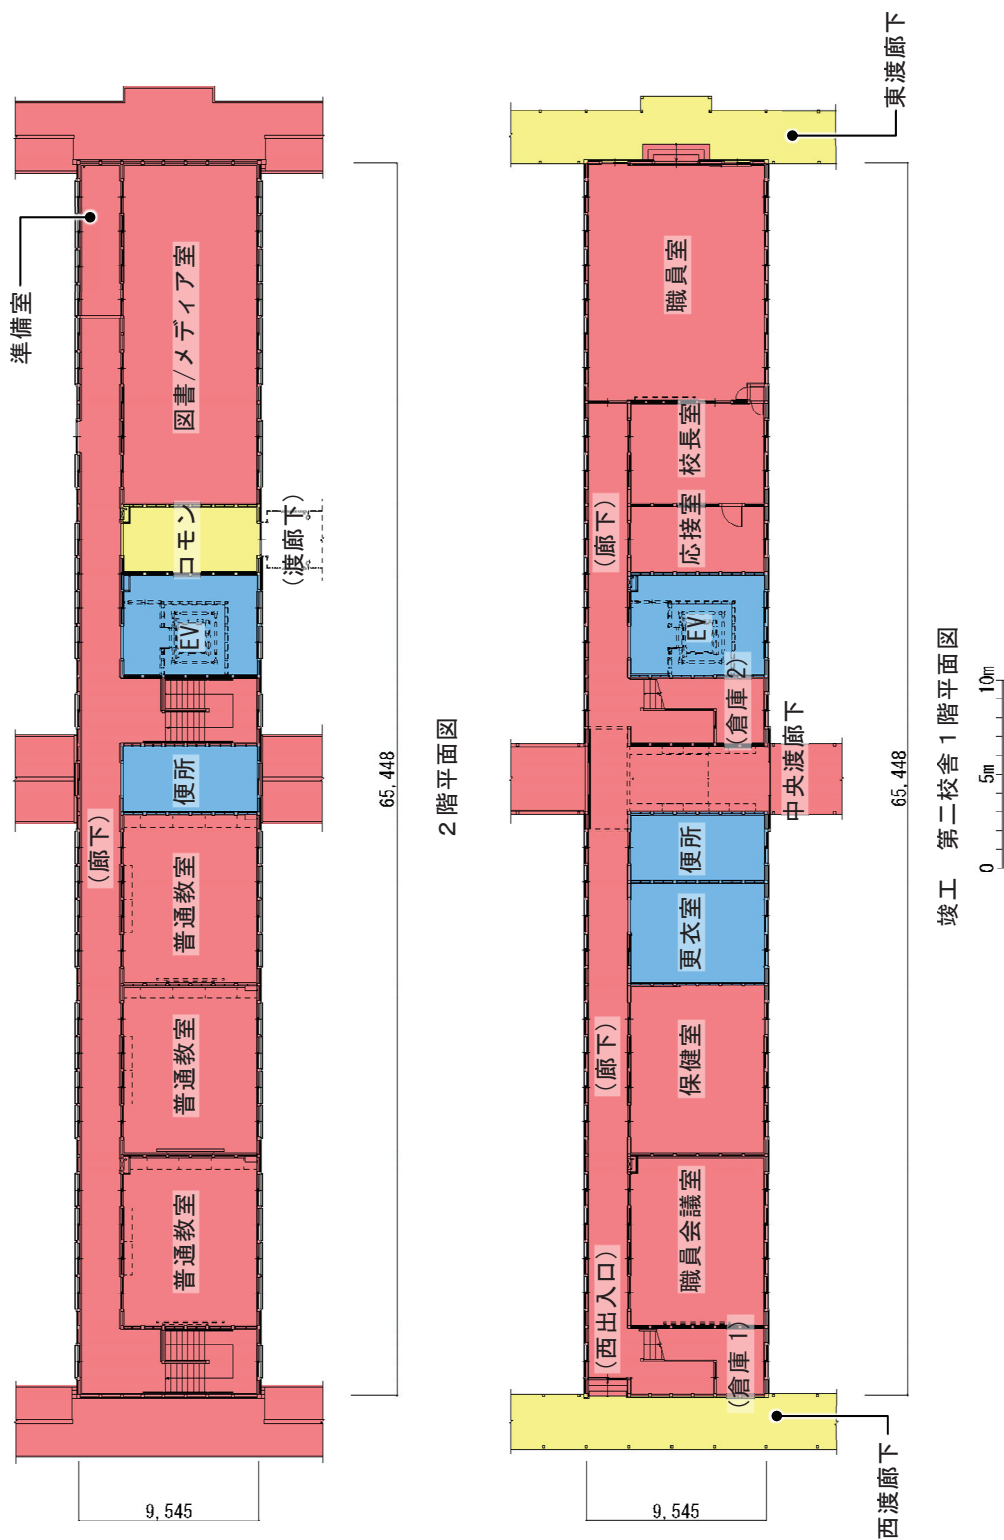 準備室
図書/メディア室
コモン
(渡廊下)
EV
便所
(廊下)
普通教室
普通教室
普通教室
65,448
9,545
2階平面図
東渡廊下
職員室
校長室
応接室
(廊下)
EV
(倉庫2)
中央渡廊下
便所
更衣室
(廊下)
保健室
職員会議室
(西出入口)
(倉庫1)
西渡廊下
65,448
9,545
竣工 第二校舎1階平面図
0 5m 10m